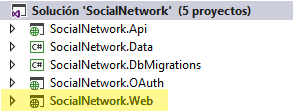 Solución 'SocialNetwork' (5 proyectos)
SocialNetwork.Api
C# SocialNetwork.Data
C# SocialNetwork.DbMigrations
SocialNetwork.OAuth
SocialNetwork.Web